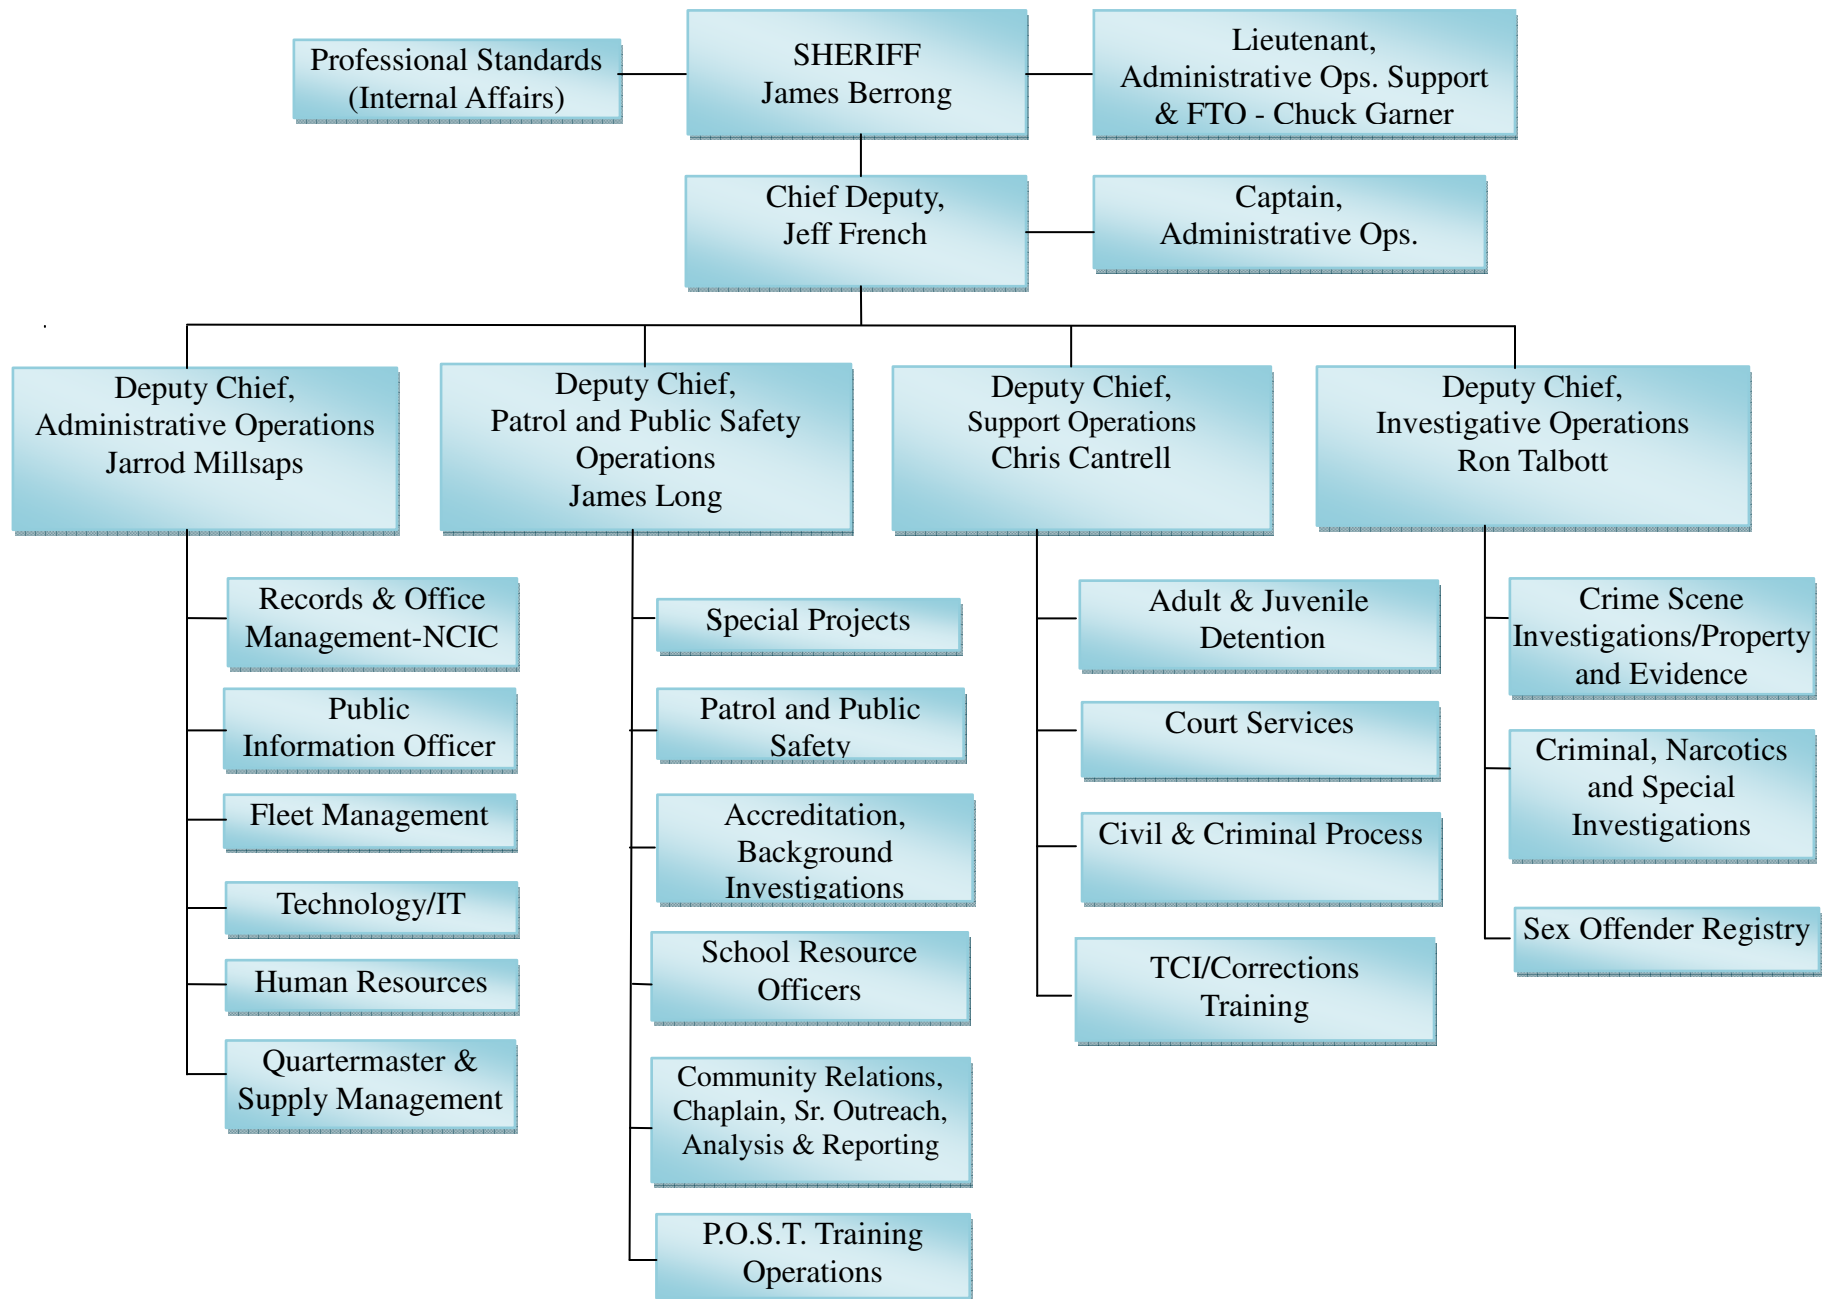 Professional Standards
(Internal Affairs)
SHERIFF
James Berrong
Lieutenant,
Administrative Ops. Support
& FTO - Chuck Garner
Chief Deputy,
Jeff French
Captain,
Administrative Ops.
Deputy Chief,
Administrative Operations
Jarrod Millsaps
Deputy Chief,
Patrol and Public Safety
Operations
James Long
Deputy Chief,
Support Operations
Chris Cantrell
Deputy Chief,
Investigative Operations
Ron Talbott
Records & Office
Management-NCIC
Public
Information Officer
Fleet Management
Technology/IT
Human Resources
Quartermaster &
Supply Management
Special Projects
Patrol and Public
Safety
Accreditation,
Background
Investigations
School Resource
Officers
Community Relations,
Chaplain, Sr. Outreach,
Analysis & Reporting
P.O.S.T. Training
Operations
Adult & Juvenile
Detention
Court Services
Civil & Criminal Process
TCI/Corrections
Training
Crime Scene
Investigations/Property
and Evidence
Criminal, Narcotics
and Special
Investigations
Sex Offender Registry